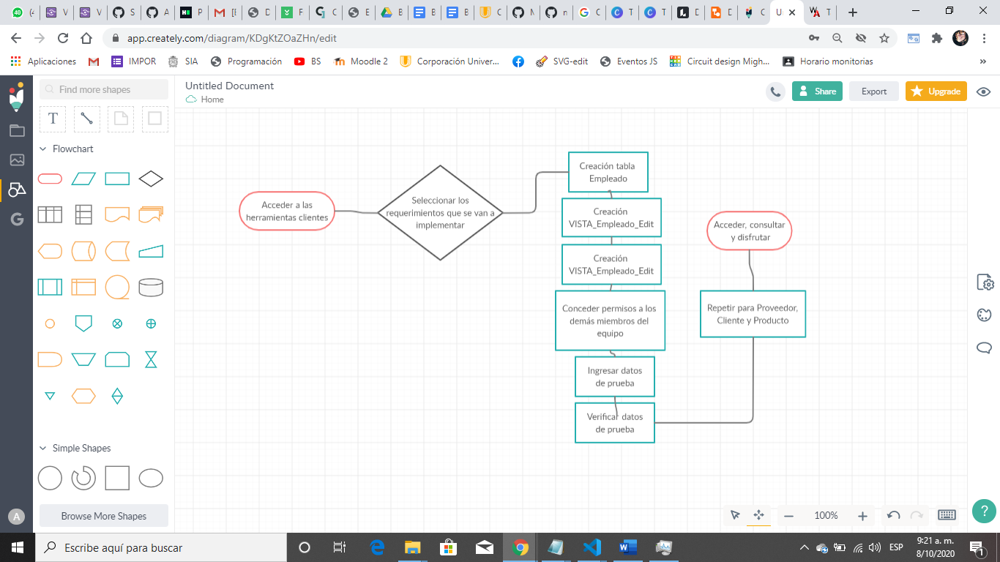 (4
V
V
S
A
P
[E
D
F
C
E
B
B
B
C
N
n
C
T
T
D
D
C
U
T
app.creately.com/diagram/KDgKtZOaZHn/edit
Aplicaciones
IMPOR
SIA
Programación
BS
Moodle 2
Corporación Univer...
SVG-edit
Eventos JS
Circuit design Migh...
Horario monitorias
»
Find more shapes
Untitled Document
Home
Share
Export
Upgrade
T
Flowchart
Simple Shapes
Browse More Shapes
A
Acceder a las
herramientas clientes
Seleccionar los
requerimientos que se van a
implementar
Creación tabla
Empleado
Creación
VISTA_Empleado_Edit
Creación
VISTA_Empleado_Edit
Conceder permisos a los
demás miembros del
equipo
Ingresar datos
de prueba
Verificar datos
de prueba
Acceder, consultar
y disfrutar
Repetir para Proveedor,
Cliente y Producto
100%
?
Escribe aquí para buscar
ESP
9:21 a. m.
8/10/2020
1